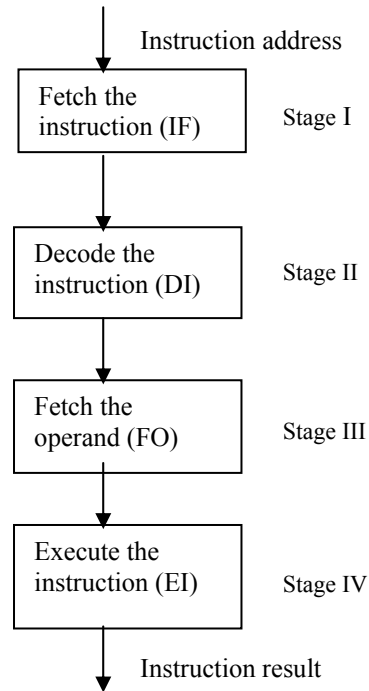 Instruction address
Fetch the
instruction (IF)
Stage I
Decode the
instruction (DI)
Stage II
Fetch the
operand (FO)
Stage III
Execute the
instruction (EI)
Stage IV
Instruction result